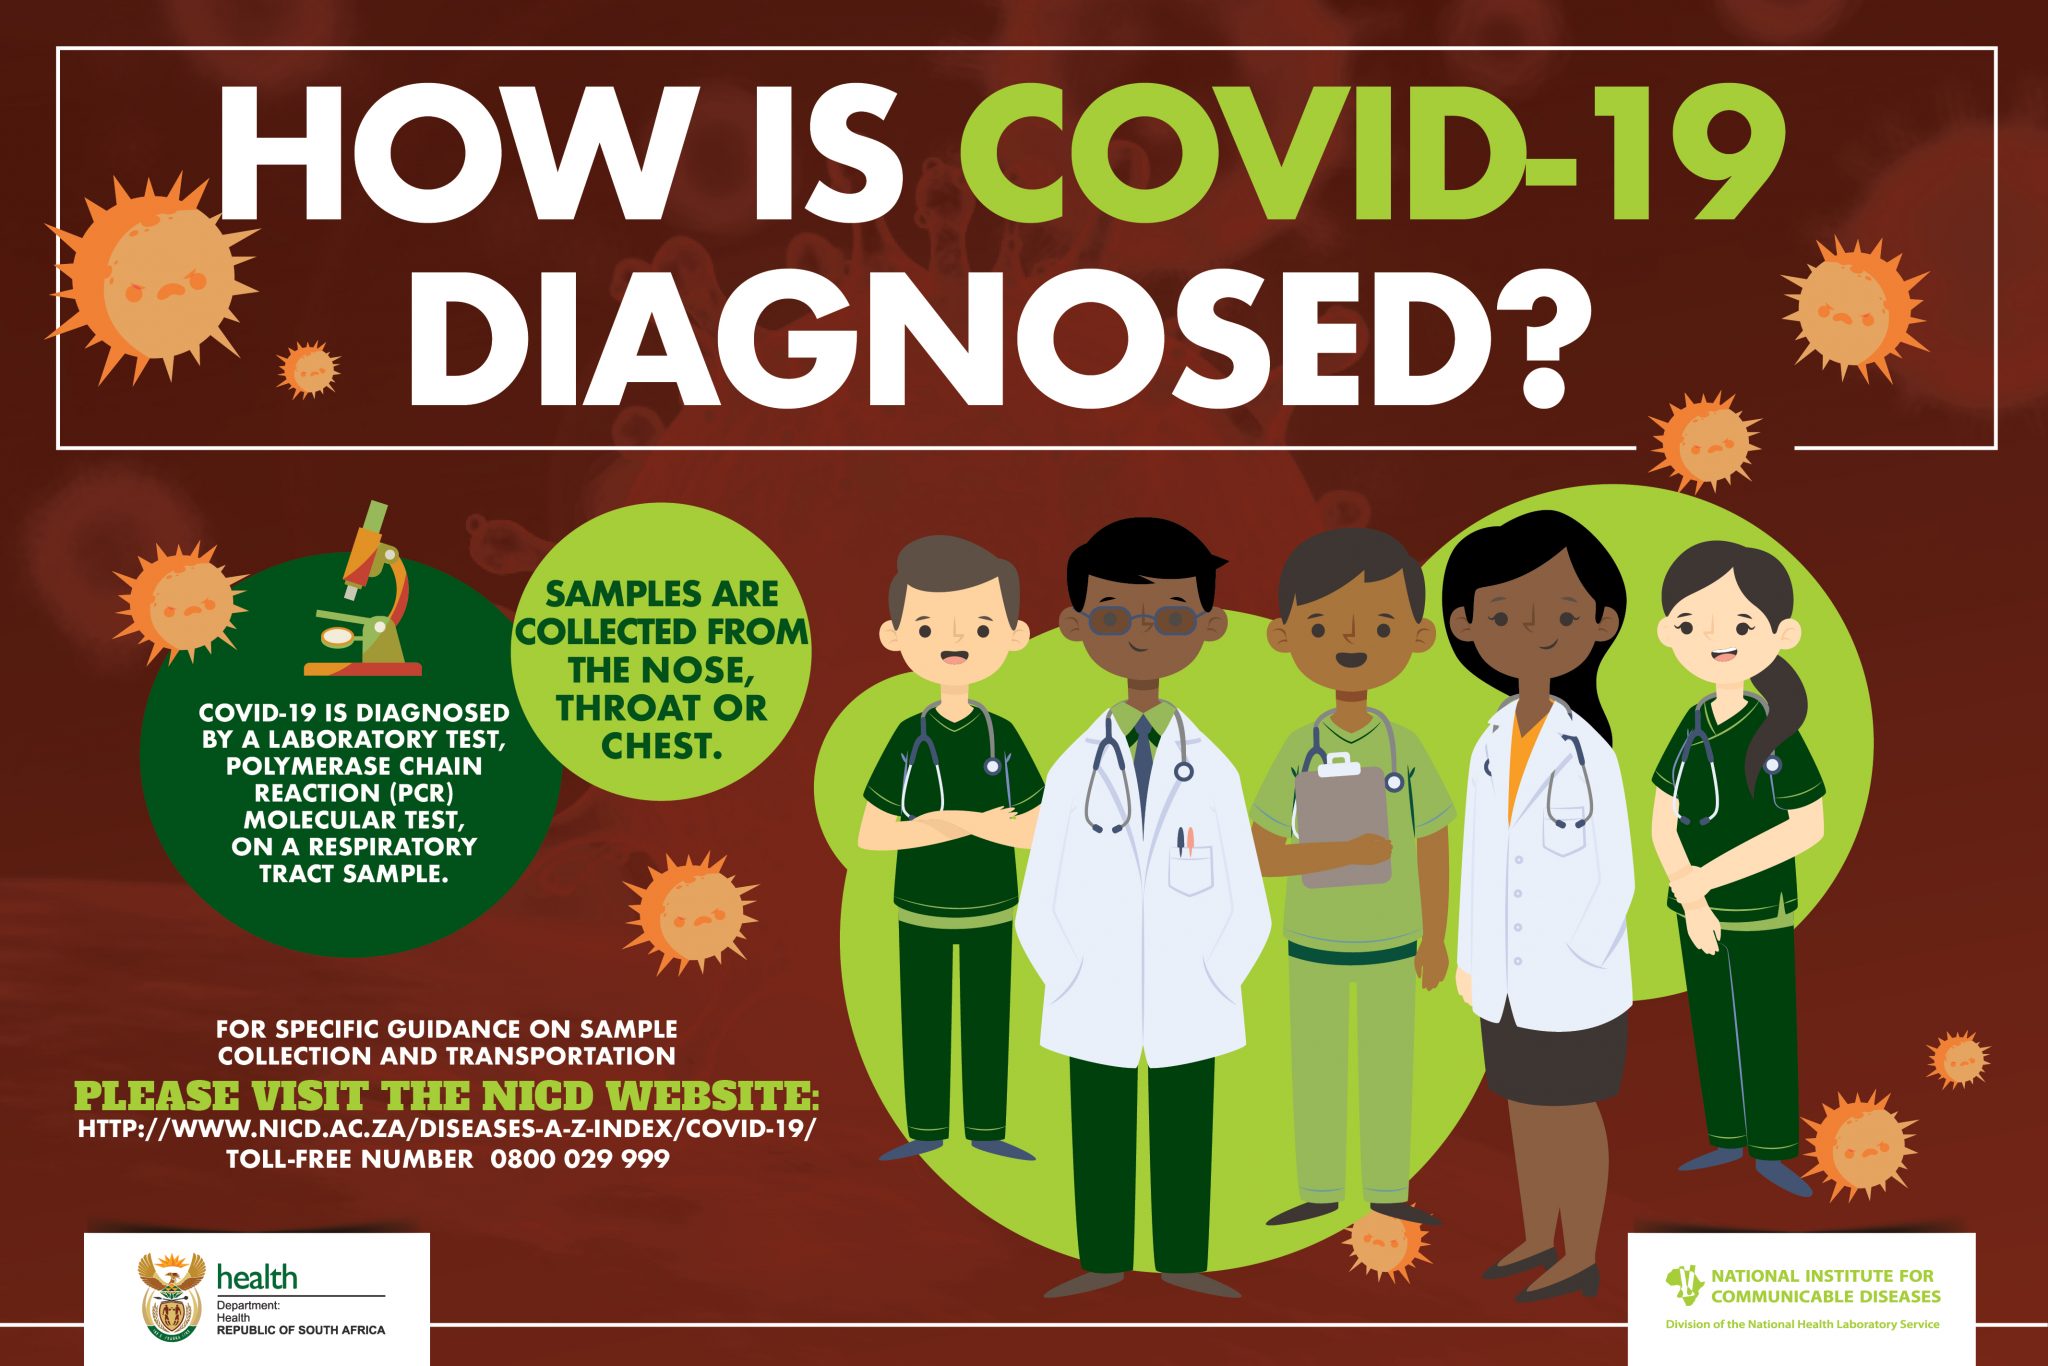 HOW IS COVID-19
DIAGNOSED?
COVID-19 IS DIAGNOSED
BY A LABORATORY TEST,
POLYMERASE CHAIN
REACTION (PCR)
MOLECULAR TEST,
ON A RESPIRATORY
TRACT SAMPLE.
SAMPLES ARE
COLLECTED FROM
THE NOSE,
THROAT OR
CHEST.
FOR SPECIFIC GUIDANCE ON SAMPLE
COLLECTION AND TRANSPORTATION
PLEASE VISIT THE NICD WEBSITE:
HTTP://WWW.NICD.AC.ZA/DISEASES-A-Z-INDEX/COVID-19/
TOLL-FREE NUMBER 0800 029 999
health
Department:
Health
REPUBLIC OF SOUTH AFRICA
NATIONAL INSTITUTE FOR
COMMUNICABLE DISEASES
Division of the National Health Laboratory Service